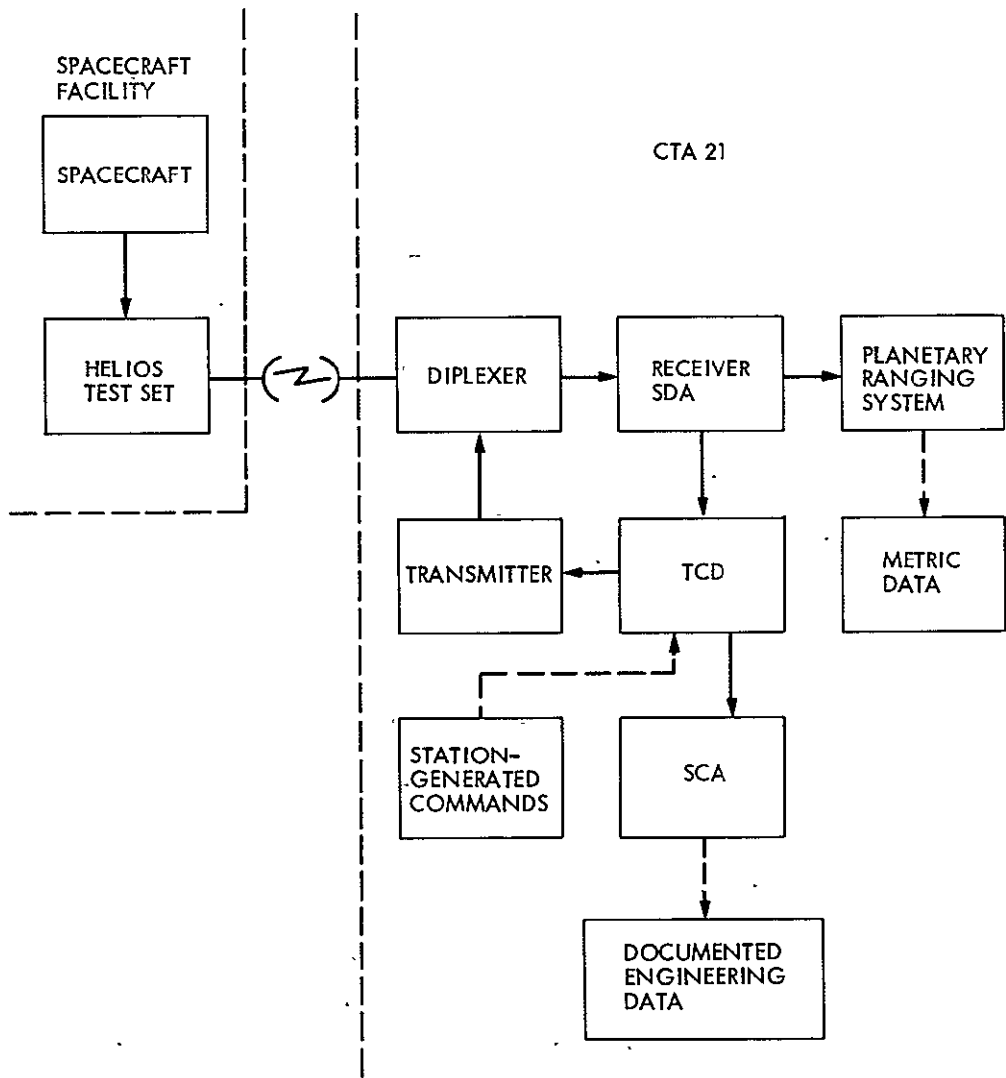 SPACECRAFT
FACILITY
SPACECRAFT
CTA 21
HELIOS
TEST SET
DIPLEXER
RECEIVER
SDA
PLANETARY
RANGING
SYSTEM
TRANSMITTER
TCD
METRIC
DATA
STATION-
GENERATED
COMMANDS
SCA
DOCUMENTED
ENGINEERING
DATA